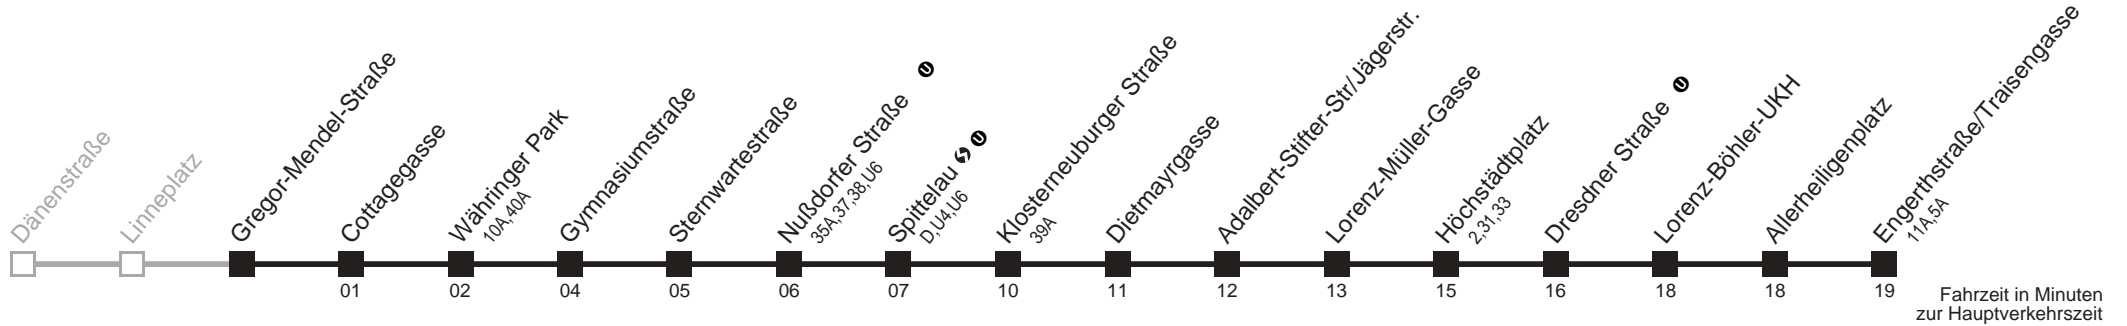 Dänenstraße
Linneplatz
Gregor-Mendel-Straße
Cottagegasse
01
Währinger Park
10A,40A
02
Gymnasiumstraße
04
Sternwartestraße
05
Nußdorfer Straße U
35A,37,38,U6
06
Spittelau S U
D,U4,U6
07
Klosterneuburger Straße
39A
10
Dietmayrgasse
11
Adalbert-Stifter-Str/Jägerstr.
12
Lorenz-Müller-Gasse
13
Höchstädtplatz
2,31,33
15
Dresdner Straße U
16
Lorenz-Böhler-UKH
18
Allerheiligenplatz
18
Engerthstraße/Traisengasse
11A,5A
19
Fahrzeit in Minuten
zur Hauptverkehrszeit